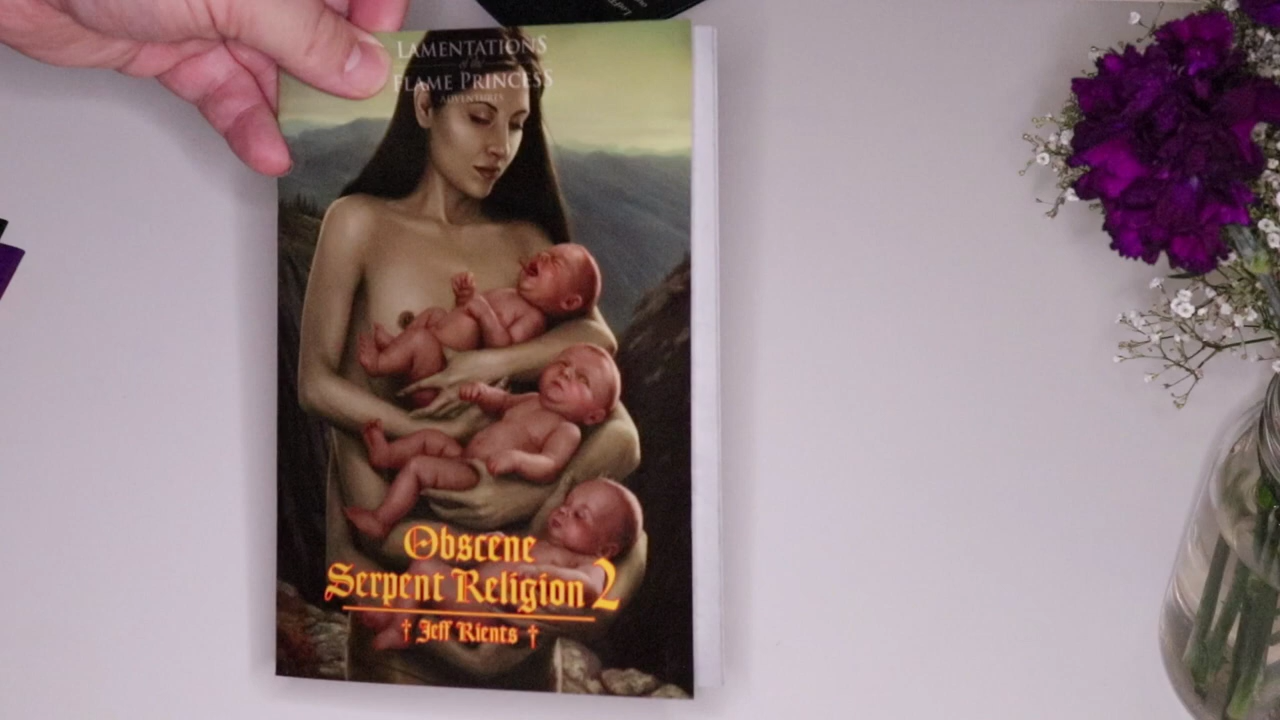 LAMENTATIONS
of the
FLAME PRINCESS
ADVENTURES
Obscene
Serpent Religion 2
† Jeff Rients †